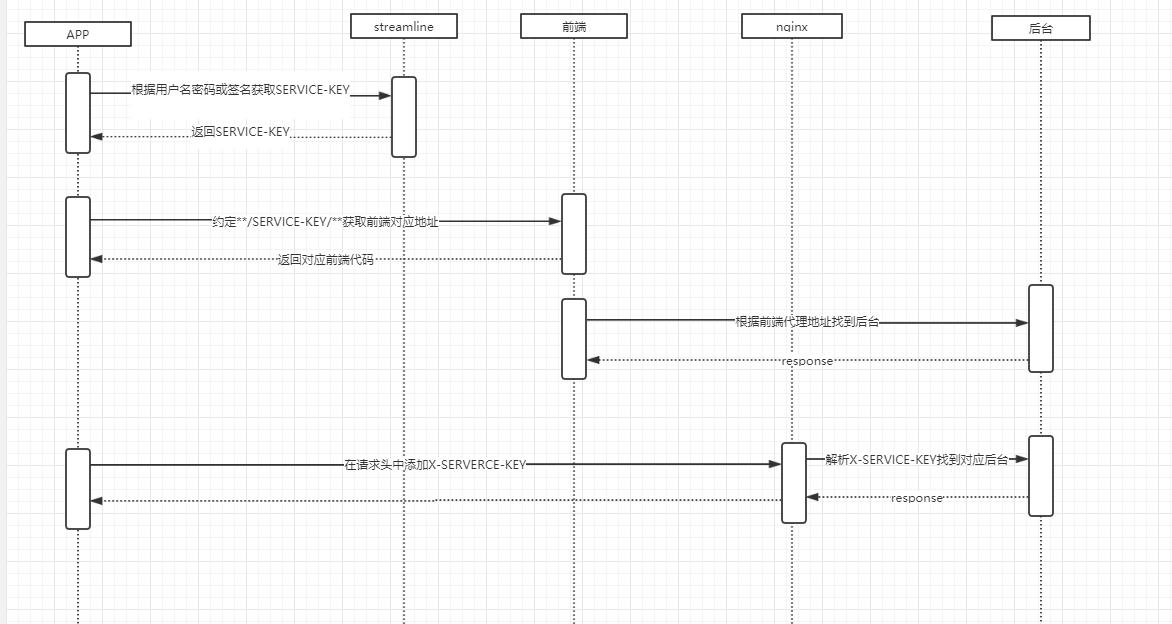 APP
streamline
前端
nginx
后台
根据用户名密码或签名获取SERVICE-KEY
返回SERVICE-KEY
约定**/SERVICE-KEY/**获取前端对应地址
返回对应前端代码
根据前端代理地址找到后台
response
在请求头中添加X-SERVERCE-KEY
解析X-SERVICE-KEY找到对应后台
response